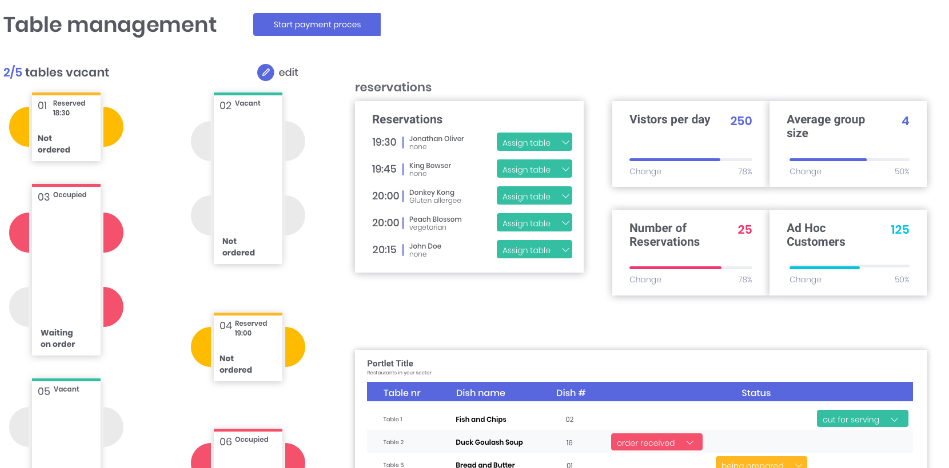 Table management
Start payment proces
2/5 tables vacant
edit
01 Reserved
18:30
Not
ordered
02 Vacant
Not
ordered
03 Occupied
Waiting
on order
04 Reserved
19:00
Not
ordered
05 Vacant
06 Occupied
reservations
Reservations
19:30 Jonathan Oliver
none
Assign table
19:45 King Bowser
none
Assign table
20:00 Donkey Kong
Gluten allergee
Assign table
20:00 Peach Blossom
vegetarian
Assign table
20:15 John Doe
none
Assign table
Vistors per day 250
Change 78%
Average group
size
4
Change 50%
Number of
Reservations
25
Change 78%
Ad Hoc
Customers
125
Change 50%
Portlet Title
Restaurants in your sector
Table nr Dish name Dish # Status
Table 1 Fish and Chips 02 out for serving
Table 2 Duck Goulash Soup 16 order received
Table 5 Bread and Butter 01 being prepared